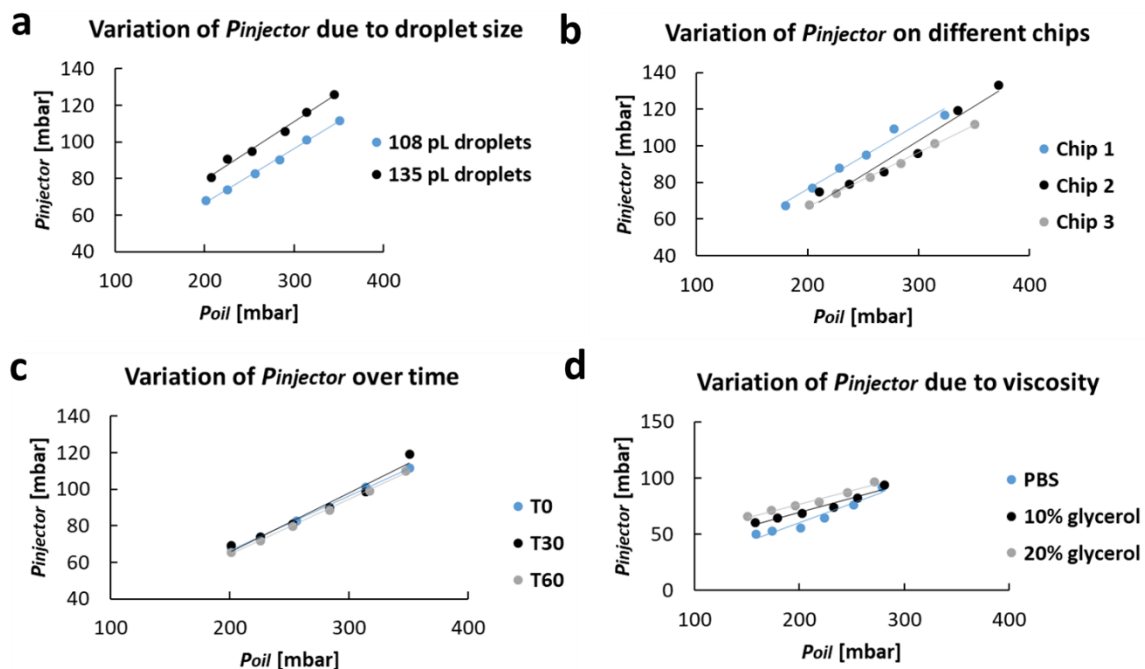 a
Variation of Pinjector due to droplet size
140
120
100
80
60
40
100
200
300
400
Pinjector [mbar]
Poil [mbar]
108 pL droplets
135 pL droplets
b
Variation of Pinjector on different chips
140
120
100
80
60
40
100
200
300
400
Pinjector [mbar]
Poil [mbar]
Chip 1
Chip 2
Chip 3
c
Variation of Pinjector over time
140
120
100
80
60
40
100
200
300
400
Pinjector [mbar]
Poil [mbar]
T0
T30
T60
d
Variation of Pinjector due to viscosity
150
100
50
0
100
200
300
400
Pinjector [mbar]
Poil [mbar]
PBS
10% glycerol
20% glycerol